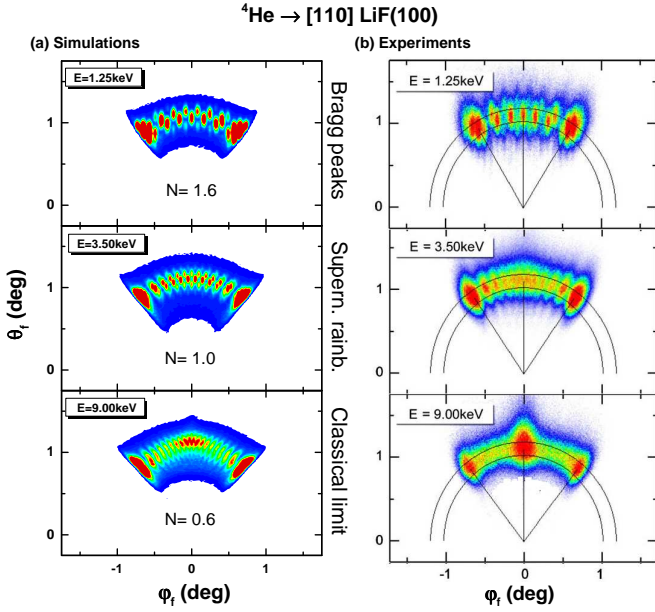 ⁴He → [110] LiF(100)
(a) Simulations
(b) Experiments
E=1.25keV
N= 1.6
1
0
E=3.50keV
N= 1.0
1
0
E=9.00keV
N= 0.6
1
0
-1
0
1
φf (deg)
θf (deg)
Bragg peaks
Supern. rainb.
Classical limit
E = 1.25keV
1
0
E = 3.50keV
1
0
E = 9.00keV
1
0
-1
0
1
φf (deg)